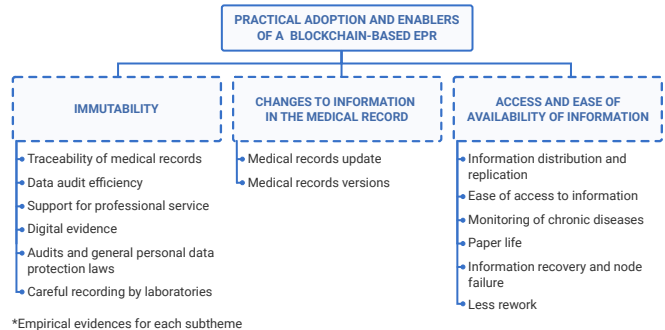 PRACTICAL ADOPTION AND ENABLERS
OF A BLOCKCHAIN-BASED EPR
IMMUTABILITY
Traceability of medical records
Data audit efficiency
Support for professional service
Digital evidence
Audits and general personal data
protection laws
Careful recording by laboratories
CHANGES TO INFORMATION
IN THE MEDICAL RECORD
Medical records update
Medical records versions
ACCESS AND EASE OF
AVAILABILITY OF INFORMATION
Information distribution and
replication
Ease of access to information
Monitoring of chronic diseases
Paper life
Information recovery and node
failure
Less rework
*Empirical evidences for each subtheme